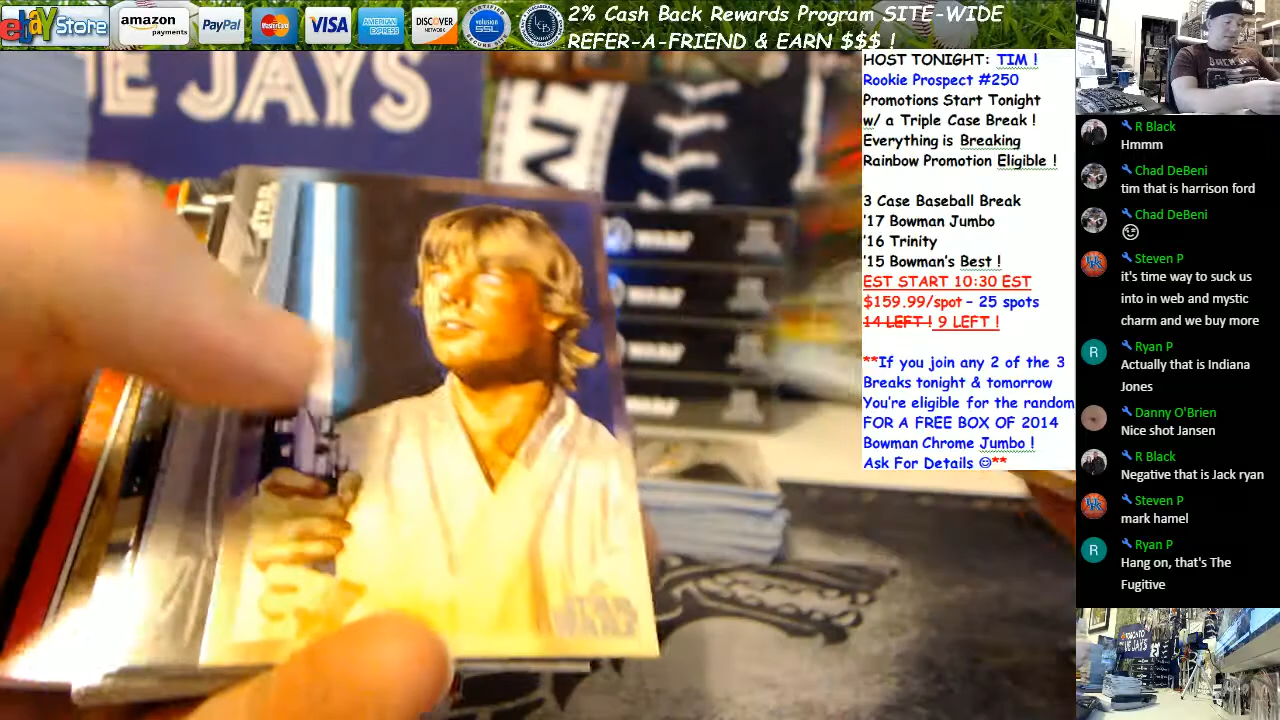 ebay Store
amazon payments
PayPal
MasterCard
VISA
AMERICAN EXPRESS
DISCOVER NETWORK
volusion
SSL
2% Cash Back Rewards Program SITE-WIDE
REFER-A-FRIEND & EARN $$$ !
UE JAYS
HOST TONIGHT: TIM !
Rookie Prospect #250
Promotions Start Tonight
w/ a Triple Case Break !
Everything is Breaking
Rainbow Promotion Eligible !
3 Case Baseball Break
'17 Bowman Jumbo
'16 Trinity
'15 Bowman's Best !
EST START 10:30 EST
$159.99/spot – 25 spots
14 LEFT ! 9 LEFT !
**If you join any 2 of the 3
Breaks tonight & tomorrow
You're eligible for the random
FOR A FREE BOX OF 2014
Bowman Chrome Jumbo !
Ask For Details ☺**
R Black
Hmmm
Chad DeBeni
tim that is harrison ford
Chad DeBeni
Steven P
it's time way to suck us
into in web and mystic
charm and we buy more
R
Ryan P
Actually that is Indiana
Jones
Danny O'Brien
Nice shot Jansen
R Black
Negative that is Jack ryan
Steven P
mark hamel
R
Ryan P
Hang on, that's The
Fugitive